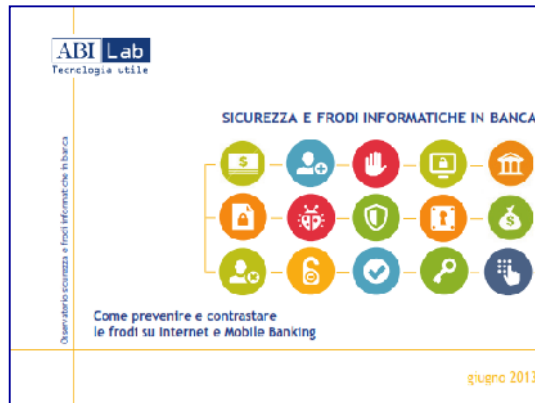 ABI Lab
Tecnologia utile
SICUREZZA E FRODI INFORMATICHE IN BANCA
Osservatorio sicurezza e frodi informatiche in banca
Come prevenire e contrastare
le frodi su Internet e Mobile Banking
giugno 2013